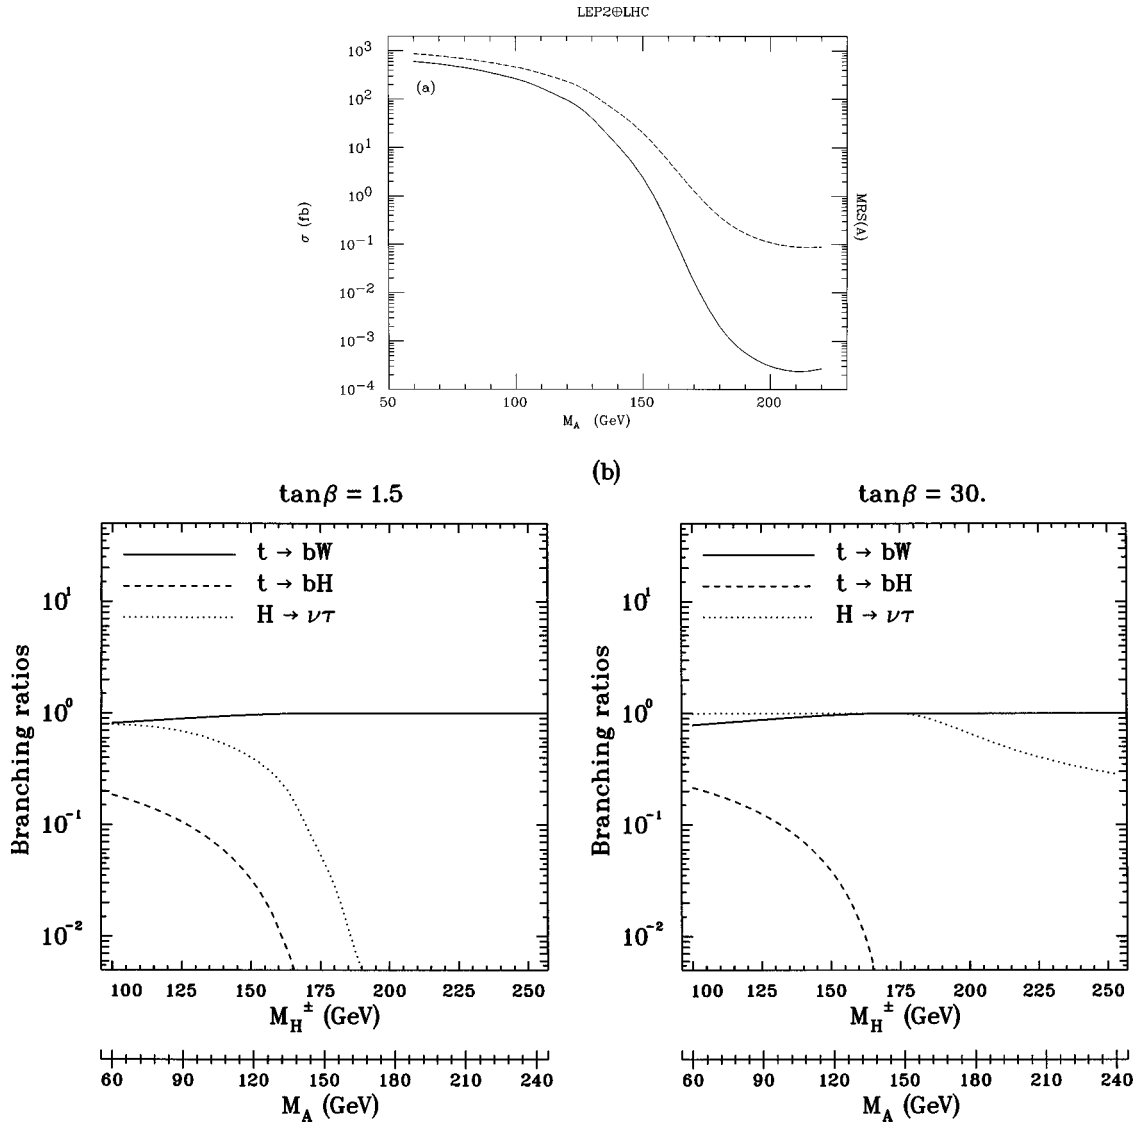 LEP2⊕LHC
10³
(a)
10²
10¹
10⁰
σ (fb)
MRS(A)
10⁻¹
10⁻²
10⁻³
10⁻⁴
50 100 150 200
M_A (GeV)
(b)
tanβ = 1.5
t → bW
t → bH
H → ντ
10¹
10⁰
10⁻¹
10⁻²
Branching ratios
100 125 150 175 200 225 250
M_H^± (GeV)
60 90 120 150 180 210 240
M_A (GeV)
tanβ = 30.
t → bW
t → bH
H → ντ
10¹
10⁰
10⁻¹
10⁻²
Branching ratios
100 125 150 175 200 225 250
M_H^± (GeV)
60 90 120 150 180 210 240
M_A (GeV)